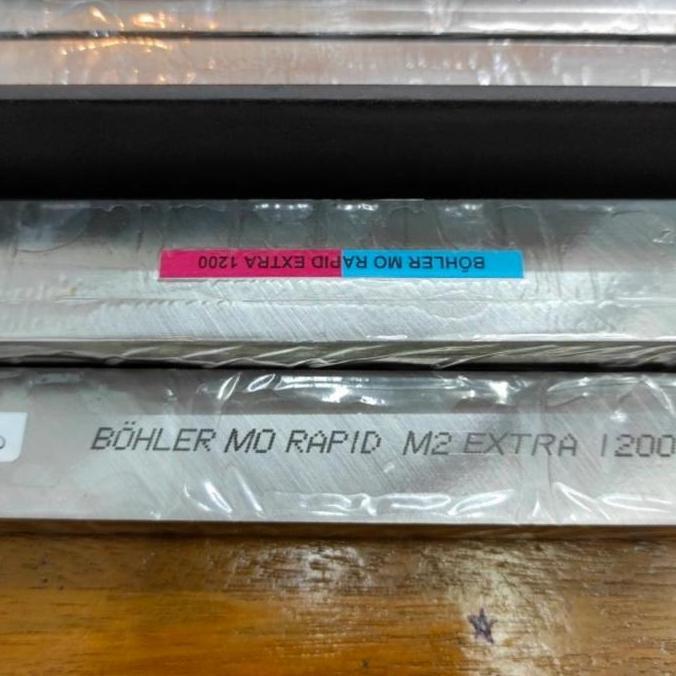 BÖHLER MO RAPID EXTRA 1200
BÖHLER MO RAPID M2 EXTRA 1200